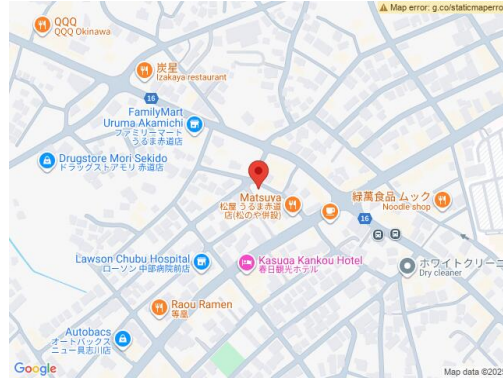 Map error: g.co/staticmaperro
QQQ
QQQ Okinawa
炭星
Izakaya restaurant
16
FamilyMart
Uruma Akamichi
ファミリーマート
うるま赤道店
Drugstore Mori Sekido
ドラッグストアモリ 赤道店
Matsuya
松屋 うるま赤道
店(松のや併設)
緑萬食品 ムック
Noodle shop
16
Lawson Chubu Hospital
ローソン 中部病院前店
Kasuga Kankou Hotel
春日観光ホテル
ホワイトクリーニ
Dry cleaner
Raou Ramen
Autobacs
オートバックス
ニュー具志川店
Google
Map data ©202